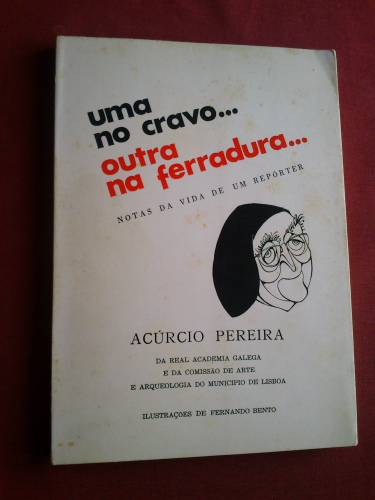 uma
no cravo...
outra
na ferradura...
NOTAS DA VIDA DE UM REPÓRTER
ACÚRCIO PEREIRA
DA REAL ACADEMIA GALEGA
E DA COMISSÃO DE ARTE
E ARQUEOLOGIA DO MUNICIPIO DE LISBOA
ILUSTRAÇÕES DE FERNANDO BENTO